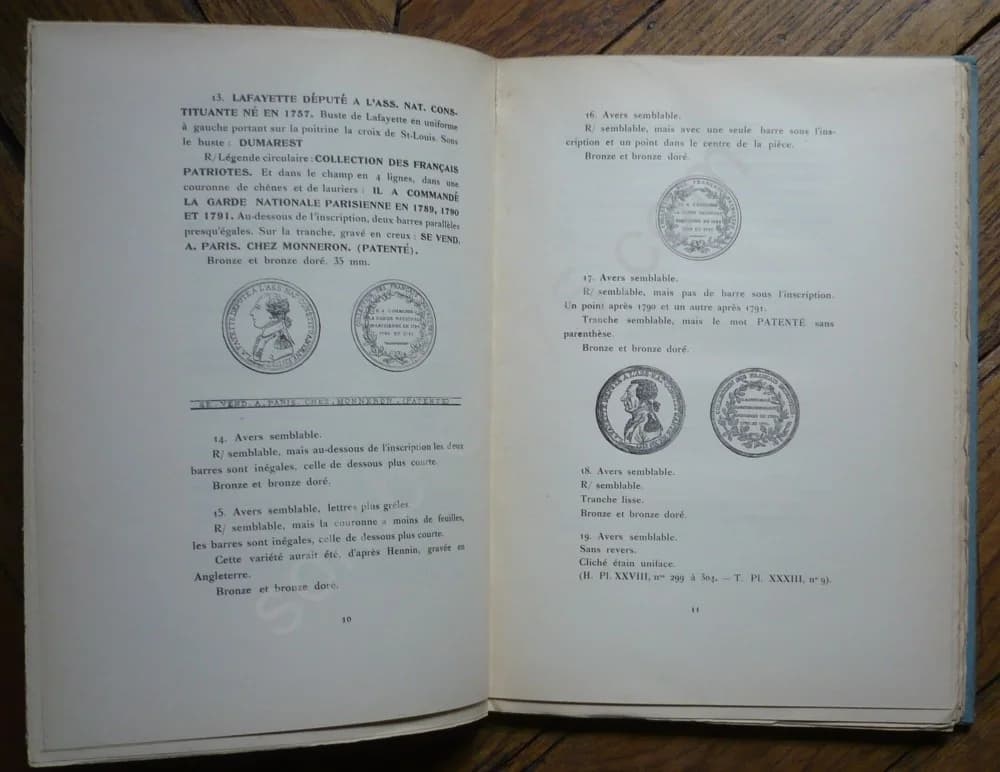 13. LAFAYETTE DÉPUTÉ A L'ASS. NAT. CONS-
TITUANTE NÉ EN 1757. Buste de Lafayette en uniforme
à gauche portant sur la poitrine la croix de St-Louis. Sous
le buste : DUMAREST
R/ Légende circulaire : COLLECTION DES FRANÇAIS
PATRIOTES. Et dans le champ en 4 lignes, dans une
couronne de chênes et de lauriers : IL A COMMANDÉ
LA GARDE NATIONALE PARISIENNE EN 1789, 1790
ET 1791. Au-dessous de l'inscription, deux barres parallèles
presqu'égales. Sur la tranche, gravé en creux : SE VEND.
A. PARIS. CHEZ MONNERON. (PATENTÉ).
Bronze et bronze doré. 35 mm.
SE. VEND. A. PARIS. CHEZ. MONNERON. (PATENTÉ)
14. Avers semblable.
R/ semblable, mais au-dessous de l'inscription les deux
barres sont inégales, celle de dessous plus courte.
Bronze et bronze doré.
15. Avers semblable, lettres plus grêles.
R/ semblable, mais la couronne a moins de feuilles,
les barres sont inégales, celle de dessous plus courte.
Cette variété aurait été, d'après Hennin, gravée en
Angleterre.
Bronze et bronze doré.
10
16. Avers semblable.
R/ semblable, mais avec une seule barre sous l'ins-
cription et un point dans le centre de la pièce.
Bronze et bronze doré.
17. Avers semblable.
R/ semblable, mais pas de barre sous l'inscription.
Un point après 1790 et un autre après 1791.
Tranche semblable, mais le mot PATENTÉ sans
parenthèse.
Bronze et bronze doré.
18. Avers semblable.
R/ semblable.
Tranche lisse.
Bronze et bronze doré.
19. Avers semblable.
Sans revers.
Cliché étain uniface.
(H. Pl. XXVIII, nos 299 à 304. — T. Pl. XXXIII, n° 9).
11